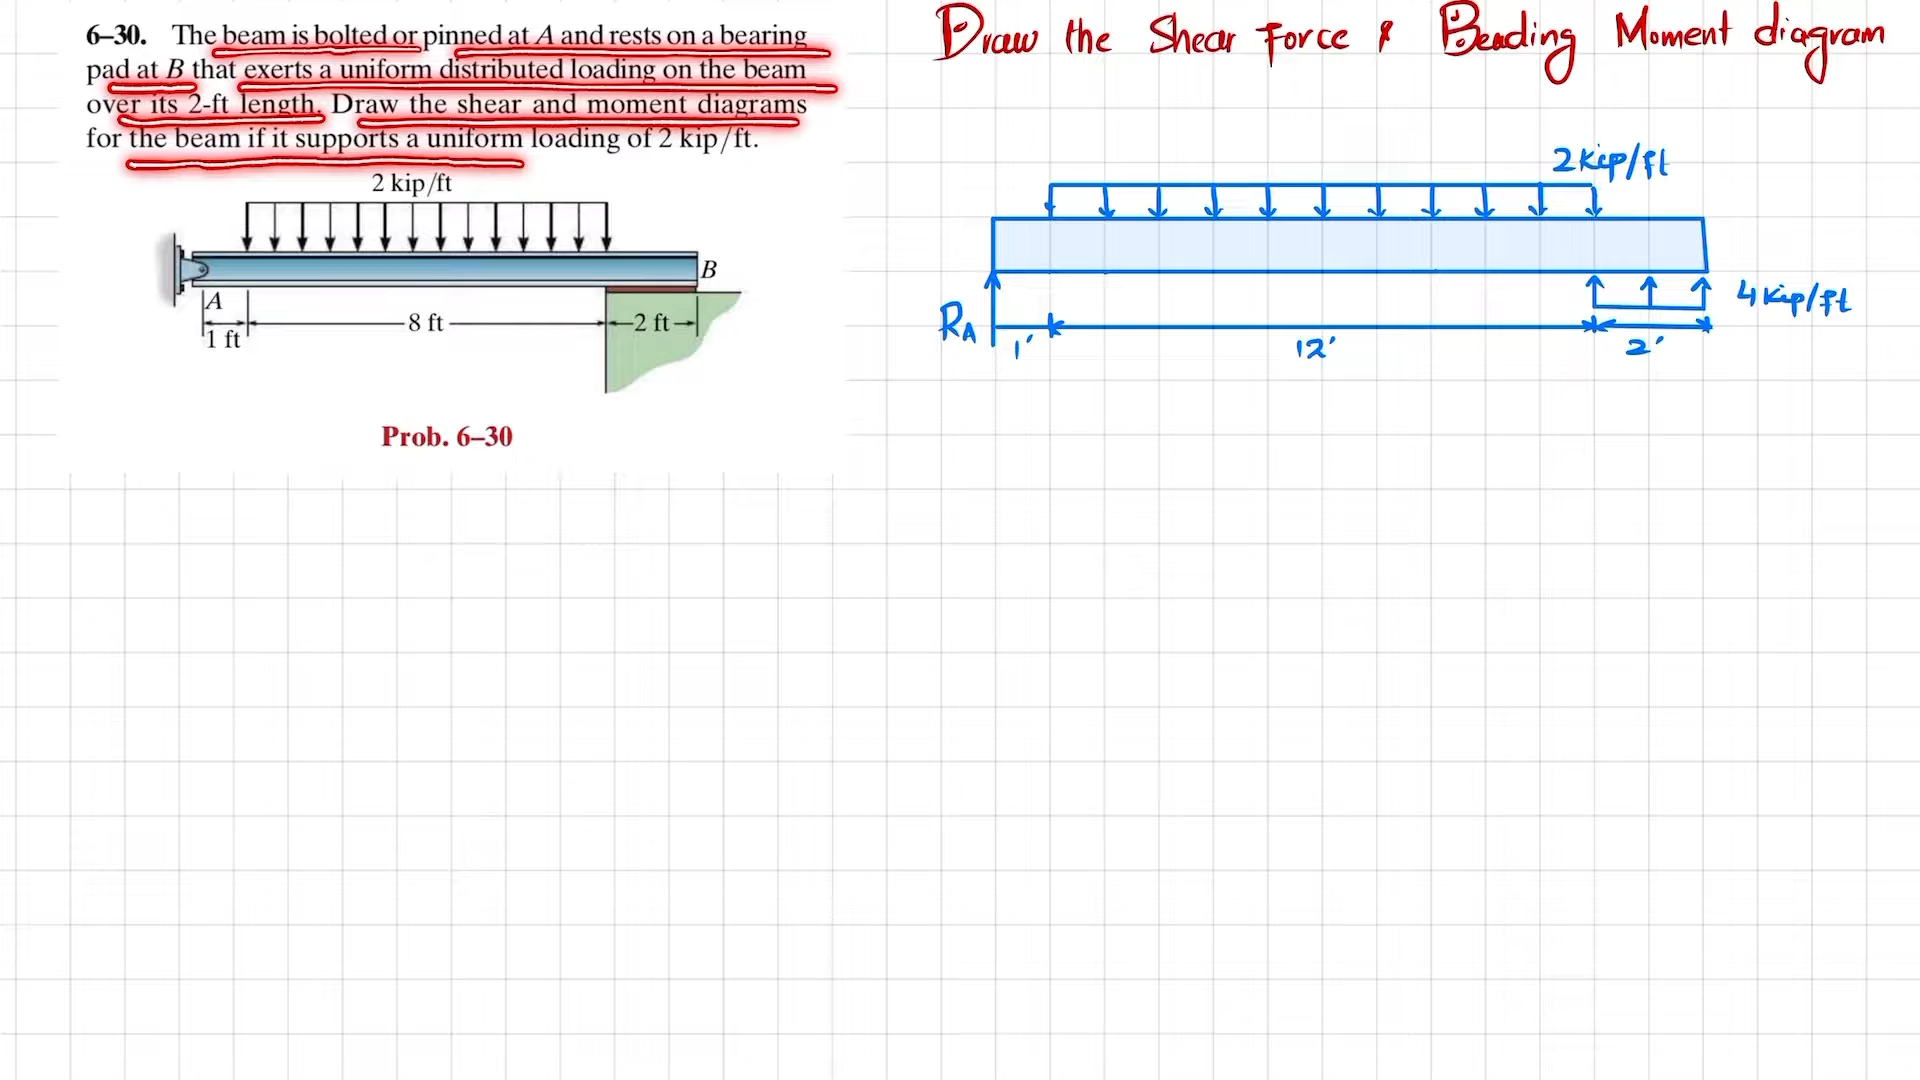 6–30. The beam is bolted or pinned at A and rests on a bearing
pad at B that exerts a uniform distributed loading on the beam
over its 2-ft length. Draw the shear and moment diagrams
for the beam if it supports a uniform loading of 2 kip/ft.
2 kip/ft
B
A
1 ft
8 ft
2 ft
Prob. 6–30
Draw the Shear Force & Bending Moment diagram
2 kip/ft
RA
1'
12'
2'
4 kip/ft